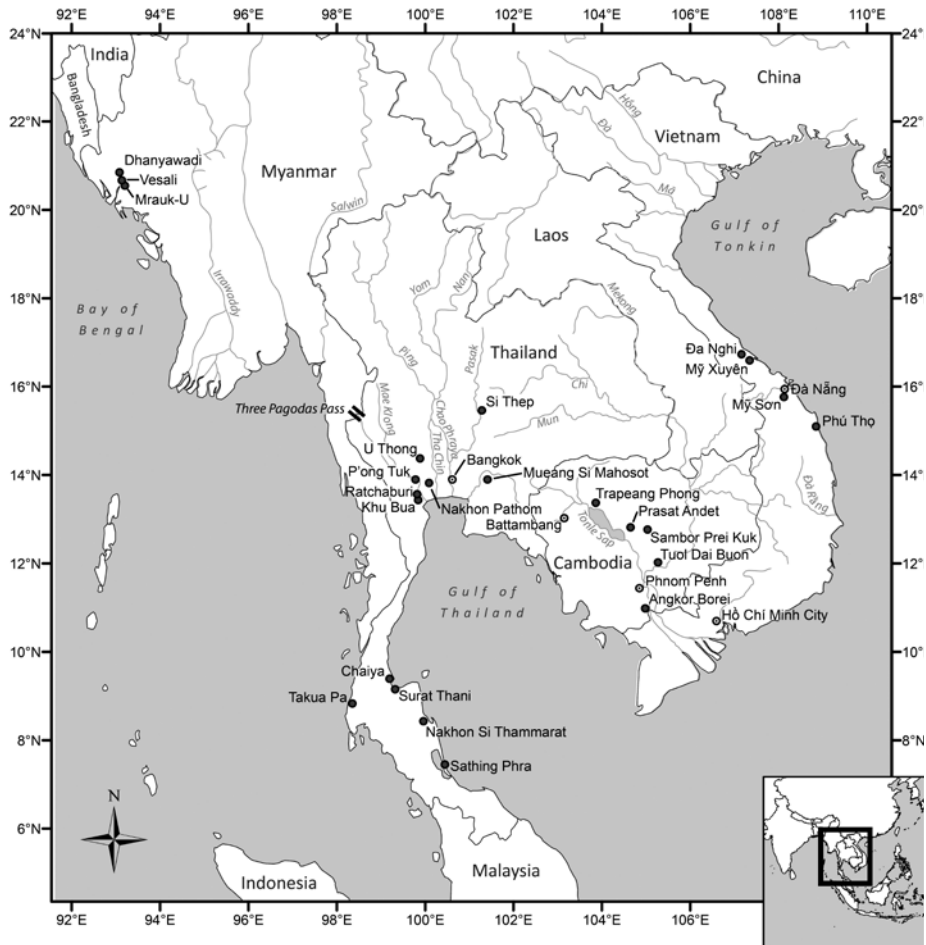 92° 94° 96° 98° 100° 102° 104° 106° 108° 110°
24° 24°
India
China
Bangladesh
Hồng
Đà
22° 22°
Vietnam
Dhanyawadi
Vesali
Mrauk-U
Myanmar
Mã
Salwin
20° 20°
Gulf of
Tonkin
Laos
Irrawaddy
Yom
Nan
Mekong
18° 18°
Bay of
Bengal
Ping
Pasak
Thailand
Đa Nghi
Mỹ Xuyên
16° 16°
Mae Klong
Chi
Đà Nẵng
Si Thep
Mỹ Sơn
Three Pagodas Pass
Chao Phraya
Tha Chin
Mun
Phú Thọ
U Thong
14° 14°
Bangkok
P'ong Tuk
Mueang Si Mahosot
Ratchaburi
Khu Bua
Nakhon Pathom
Trapeang Phong
Prasat Andet
Đà Rằng
Battambang
Tonle Sap
Sambor Prei Kuk
Tuol Dai Buon
12°N 12°N
Cambodia
Phnom Penh
Gulf of
Thailand
Angkor Borei
Hồ Chí Minh City
10°N 10°N
Chaiya
Surat Thani
Takua Pa
Nakhon Si Thammarat
8°N 8°N
Sathing Phra
N
6°N
Malaysia
Indonesia
92°E 94°E 96°E 98°E 100°E 102°E 104°E 106°E